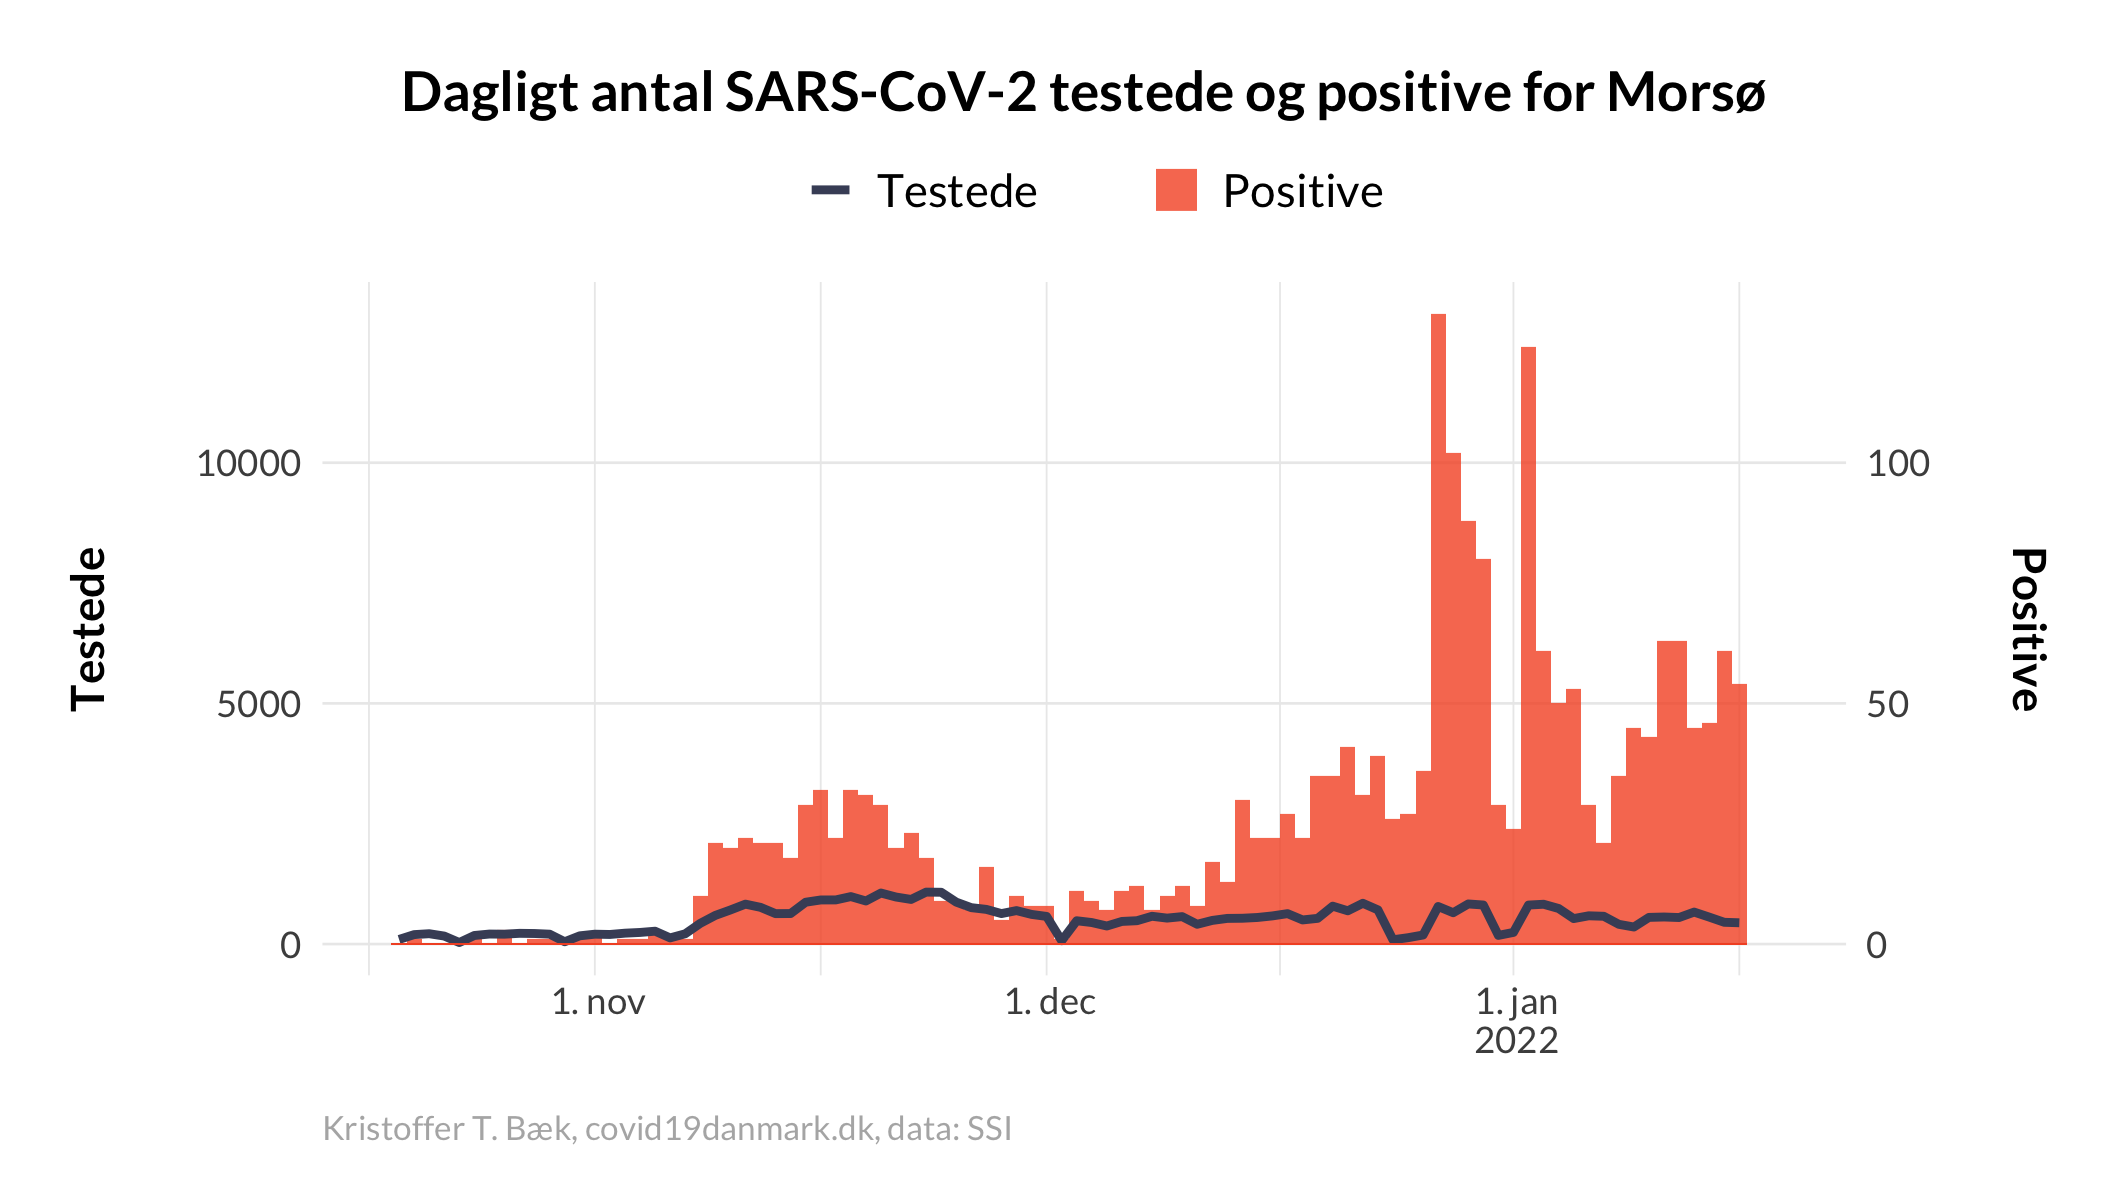 Dagligt antal SARS-CoV-2 testede og positive for Morsø
Testede
Positive
10000
5000
0
Testede
100
50
0
Positive
1. nov
1. dec
1. jan
2022
Kristoffer T. Bæk, covid19danmark.dk, data: SSI